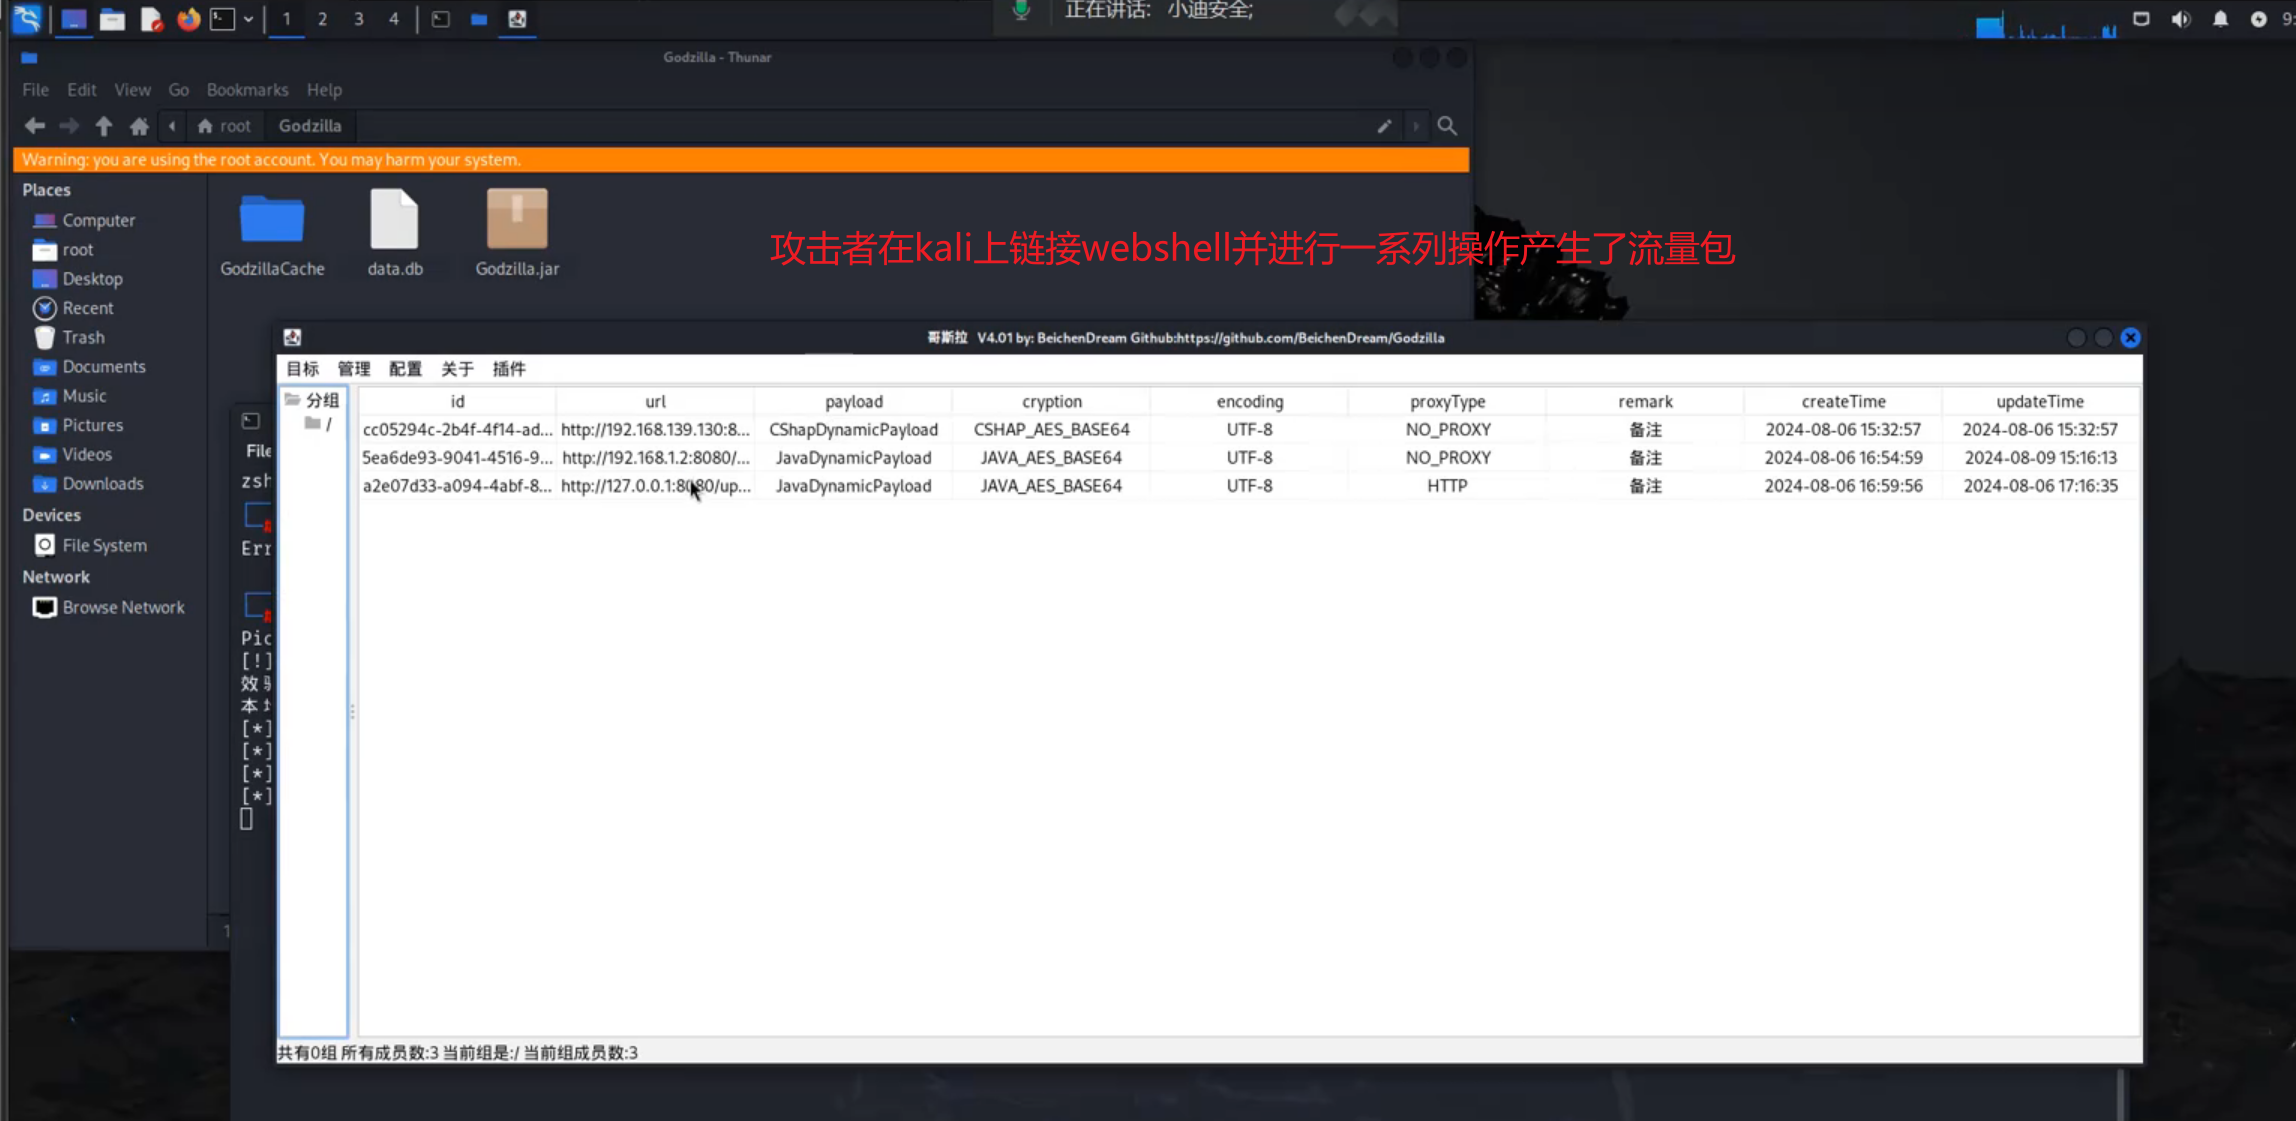 1 2 3 4
正在讲话: 小迪安全;
Godzilla - Thunar
File Edit View Go Bookmarks Help
root Godzilla
Warning: you are using the root account. You may harm your system.
Places
Computer
root
Desktop
Recent
Trash
Documents
Music
Pictures
Videos
Downloads
Devices
File System
Network
Browse Network
GodzillaCache data.db Godzilla.jar
攻击者在kali上链接webshell并进行一系列操作产生了流量包
File
zsh
Err
Pic
[!]
效
本
[*]
[*]
[*]
[*]
哥斯拉 V4.01 by: BeichenDream Github:https://github.com/BeichenDream/Godzilla
目标 管理 配置 关于 插件
分组
/
id url payload cryption encoding proxyType remark createTime updateTime
cc05294c-2b4f-4f14-ad... http://192.168.139.130:8... CShapDynamicPayload CSHAP_AES_BASE64 UTF-8 NO_PROXY 备注 2024-08-06 15:32:57 2024-08-06 15:32:57
5ea6de93-9041-4516-9... http://192.168.1.2:8080/... JavaDynamicPayload JAVA_AES_BASE64 UTF-8 NO_PROXY 备注 2024-08-06 16:54:59 2024-08-09 15:16:13
a2e07d33-a094-4abf-8... http://127.0.0.1:8080/up... JavaDynamicPayload JAVA_AES_BASE64 UTF-8 HTTP 备注 2024-08-06 16:59:56 2024-08-06 17:16:35
共有0组 所有成员数:3 当前组是:/ 当前组成员数:3